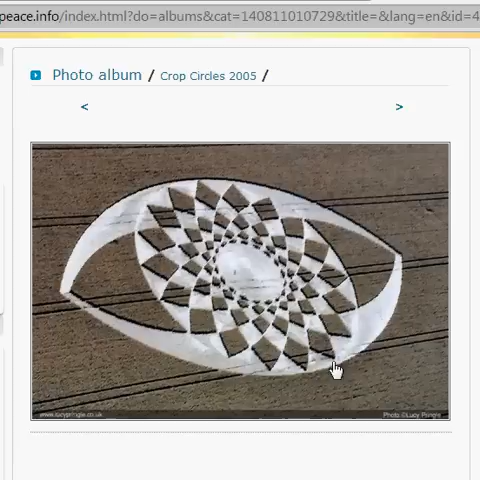 peace.info/index.html?do=albums&cat=140811010729&title=&lang=en&id=4
Photo album / Crop Circles 2005 /
< >
www.lucypringle.co.uk Photo ©Lucy Pringle